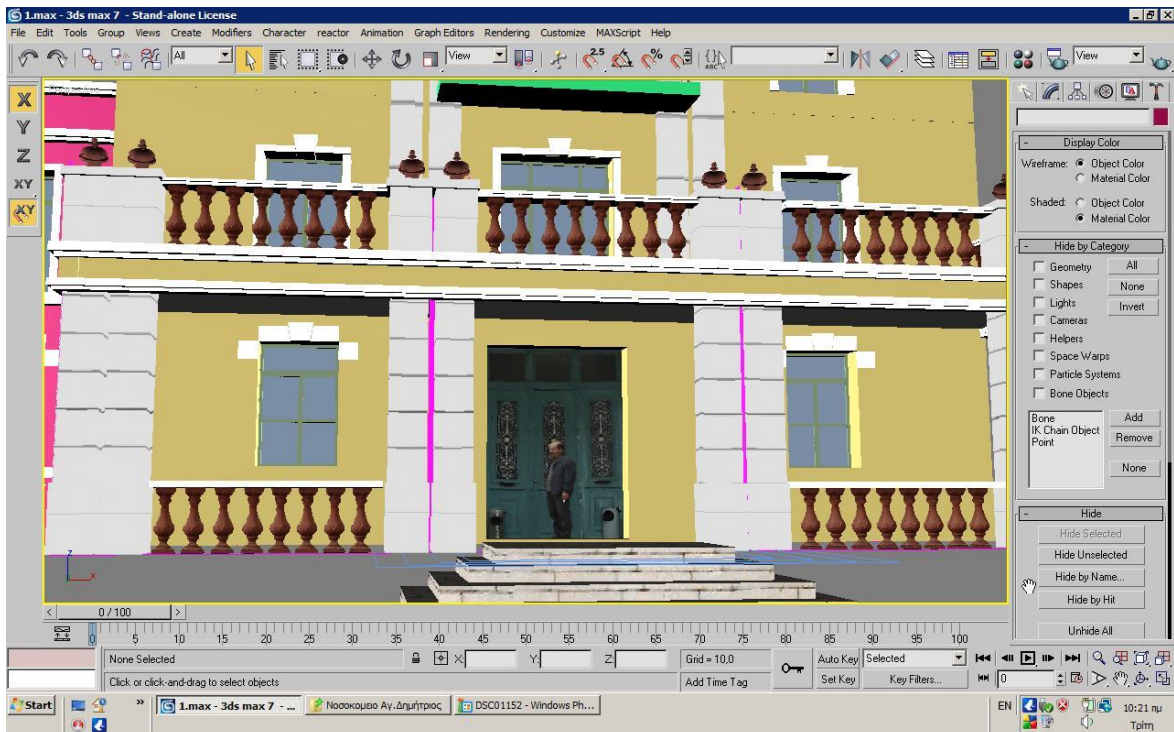 1.max - 3ds max 7 - Stand-alone License
File Edit Tools Group Views Create Modifiers Character reactor Animation Graph Editors Rendering Customize MAXScript Help
All View 2.5 % ABC View
X
Y
Z
XY
XY
Display Color
Wireframe: Object Color
Material Color
Shaded: Object Color
Material Color
Hide by Category
Geometry All
Shapes None
Lights Invert
Cameras
Helpers
Space Warps
Particle Systems
Bone Objects
Bone Add
IK Chain Object Remove
Point
None
Hide
Hide Selected
Hide Unselected
Hide by Name...
Hide by Hit
Unhide All
z
x
< 0 / 100 >
0 5 10 15 20 25 30 35 40 45 50 55 60 65 70 75 80 85 90 95 100
None Selected X: Y: Z: Grid = 10,0 Auto Key Selected
Click or click-and-drag to select objects Add Time Tag Set Key Key Filters... 0
Start » 1.max - 3ds max 7 - ... Νοσοκομειο Αγ.Δημήτριος DSC01152 - Windows Ph... EN 10:21 πμ
Τρίτη